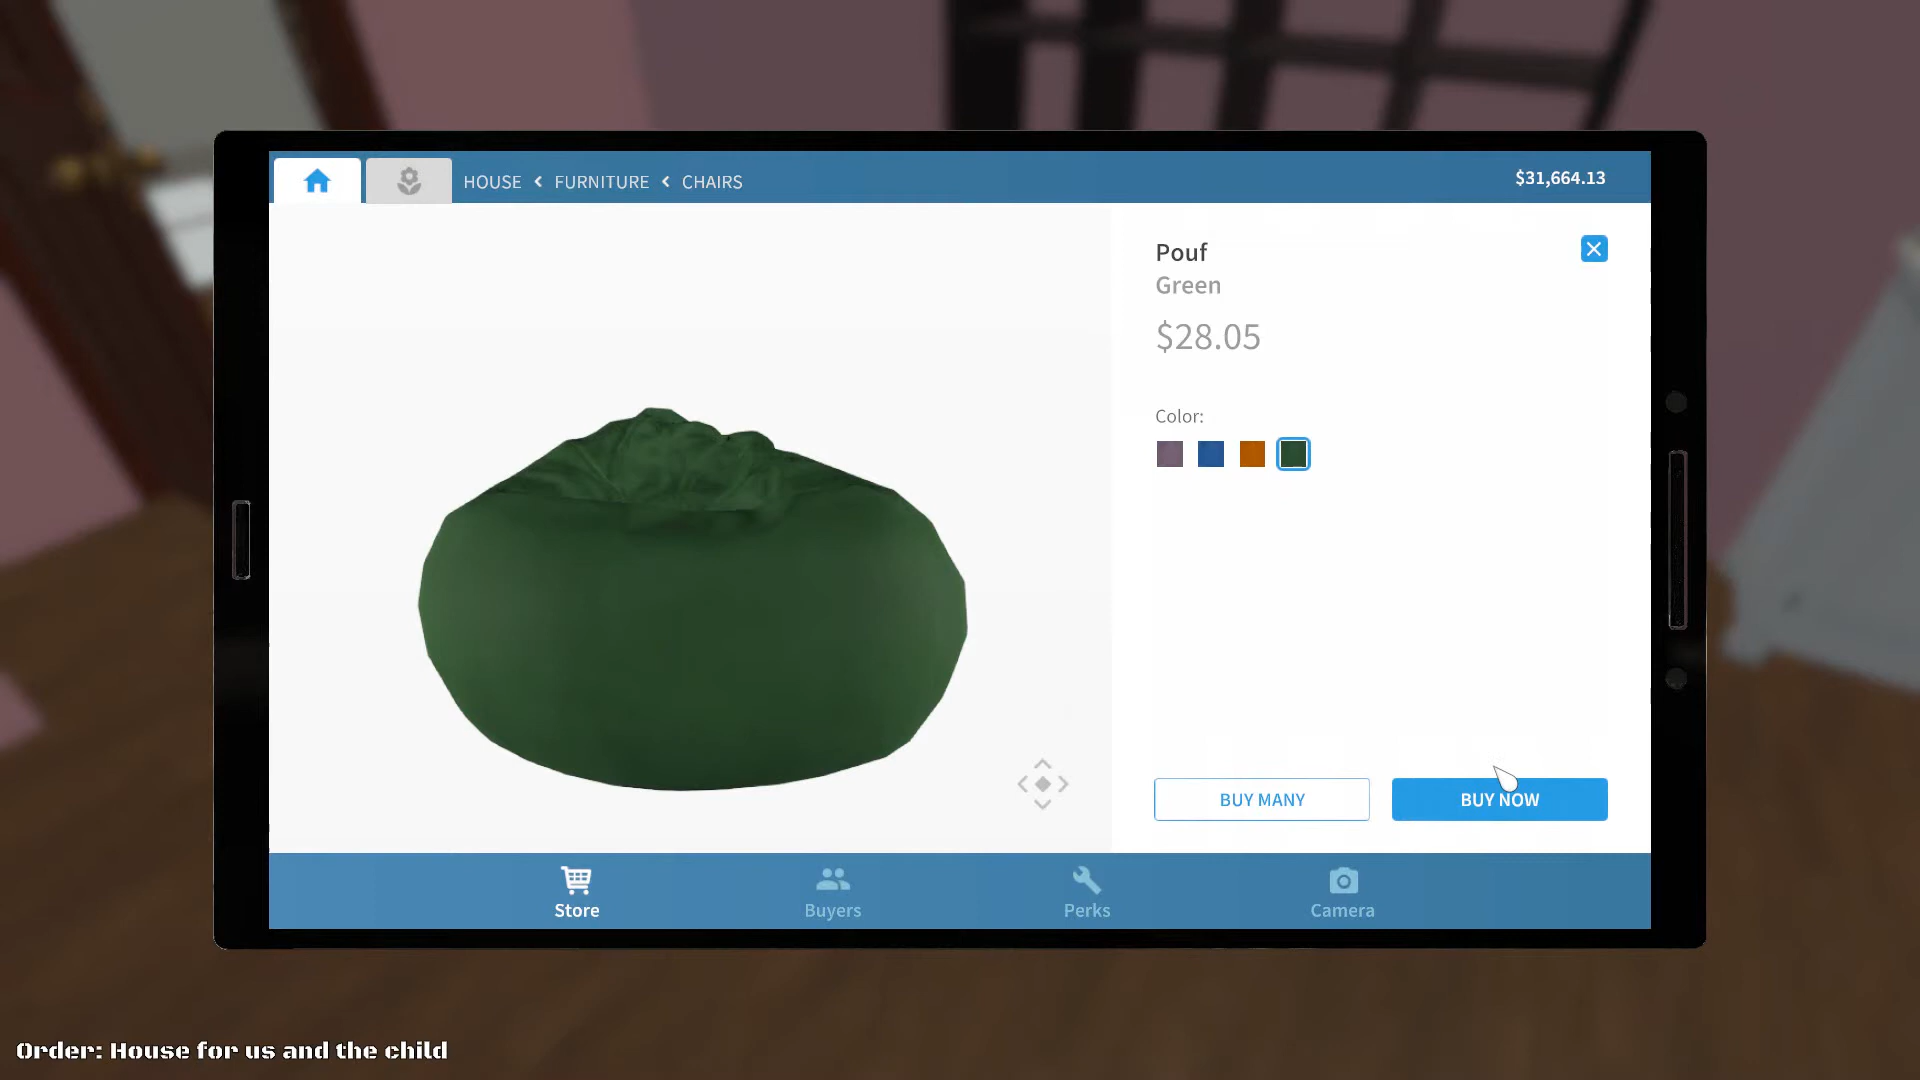 HOUSE < FURNITURE < CHAIRS
$31,664.13
Pouf
Green
$28.05
Color:
BUY MANY
BUY NOW
Store
Buyers
Perks
Camera
Order: House for us and the child